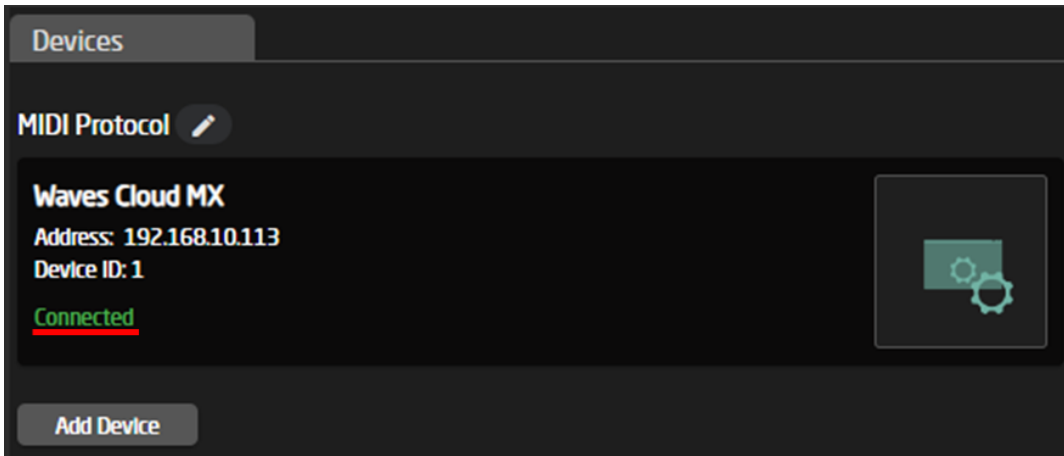 Devices
MIDI Protocol
Waves Cloud MX
Address: 192.168.10.113
Device ID: 1
Connected
Add Device